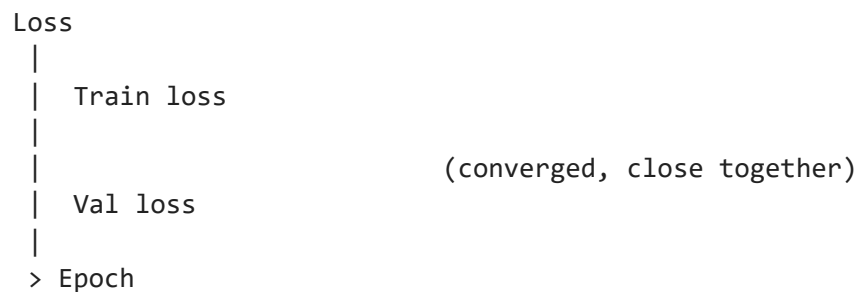 Loss
|
| Train loss
|
| (converged, close together)
| Val loss
|
> Epoch